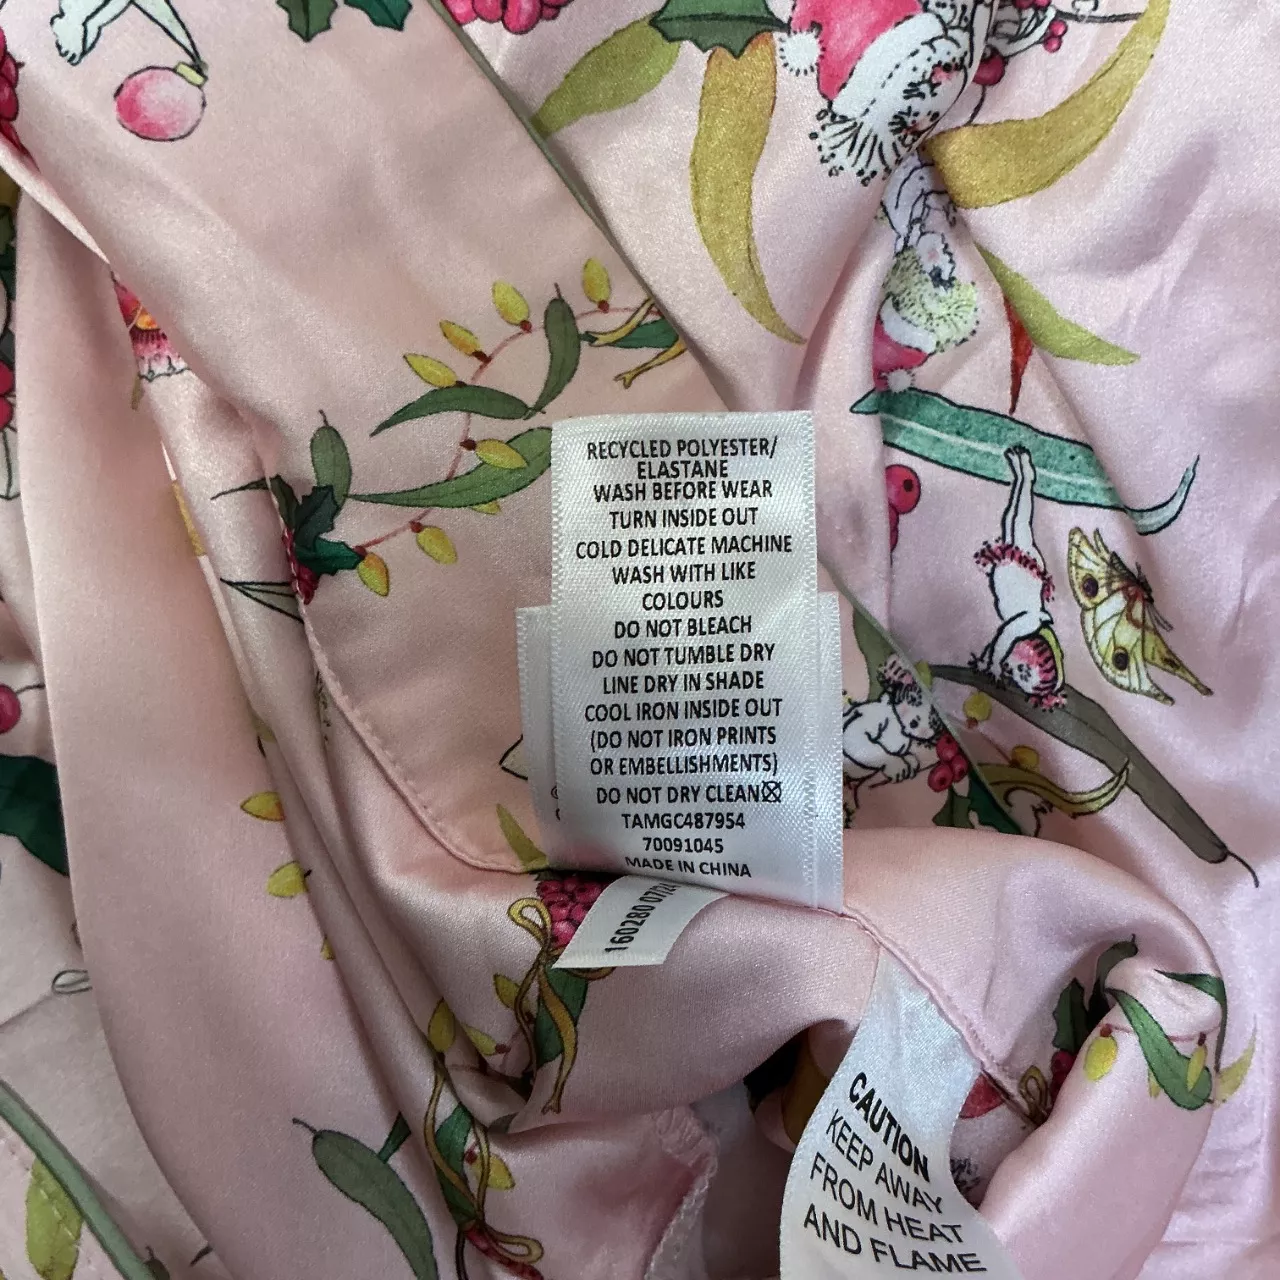 RECYCLED POLYESTER/
ELASTANE
WASH BEFORE WEAR
TURN INSIDE OUT
COLD DELICATE MACHINE
WASH WITH LIKE
COLOURS
DO NOT BLEACH
DO NOT TUMBLE DRY
LINE DRY IN SHADE
COOL IRON INSIDE OUT
(DO NOT IRON PRINTS
OR EMBELLISHMENTS)
DO NOT DRY CLEAN
TAMGC487954
70091045
MADE IN CHINA
160280
CAUTION
KEEP AWAY
FROM HEAT
AND FLAME